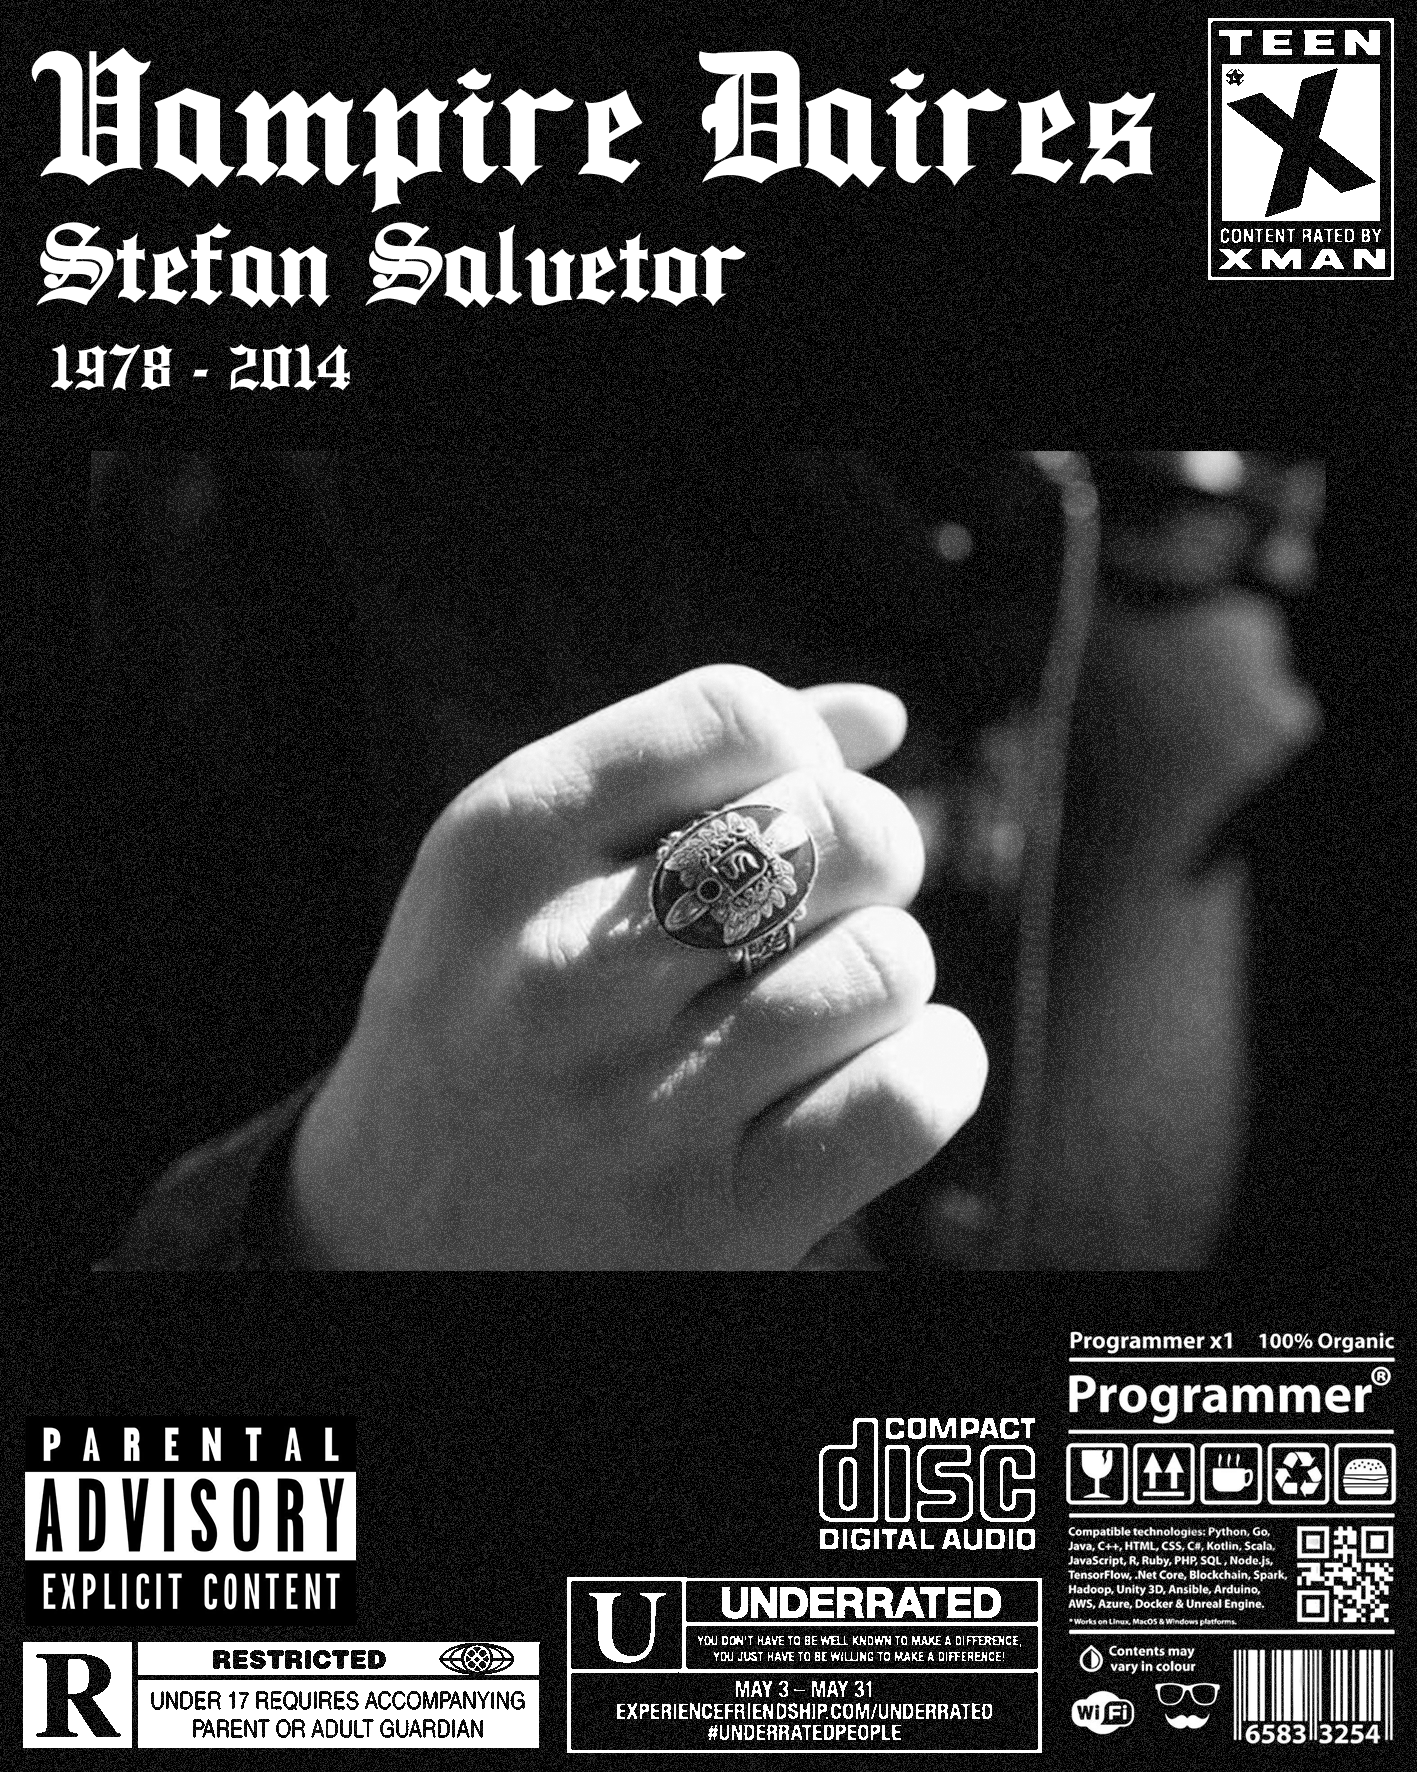 Vampire Daires
Stefan Salvetor
1978 - 2014
TEEN
X
CONTENT RATED BY
XMAN
S
Programmer x1 100% Organic
Programmer®
Compatible technologies: Python, Go,
Java, C++, HTML, CSS, C#, Kotlin, Scala,
JavaScript, R, Ruby, PHP, SQL , Node.js,
TensorFlow, .Net Core, Blockchain, Spark,
Hadoop, Unity 3D, Ansible, Arduino,
AWS, Azure, Docker & Unreal Engine.
* Works on Linux, MacOS & Windows platforms.
Contents may
vary in colour
WiFi
6583 3254
COMPACT
disc
DIGITAL AUDIO
PARENTAL
ADVISORY
EXPLICIT CONTENT
R
RESTRICTED
UNDER 17 REQUIRES ACCOMPANYING
PARENT OR ADULT GUARDIAN
U
UNDERRATED
YOU DON'T HAVE TO BE WELL KNOWN TO MAKE A DIFFERENCE,
YOU JUST HAVE TO BE WILLING TO MAKE A DIFFERENCE!
MAY 3 – MAY 31
EXPERIENCEFRIENDSHIP.COM/UNDERRATED
#UNDERRATEDPEOPLE